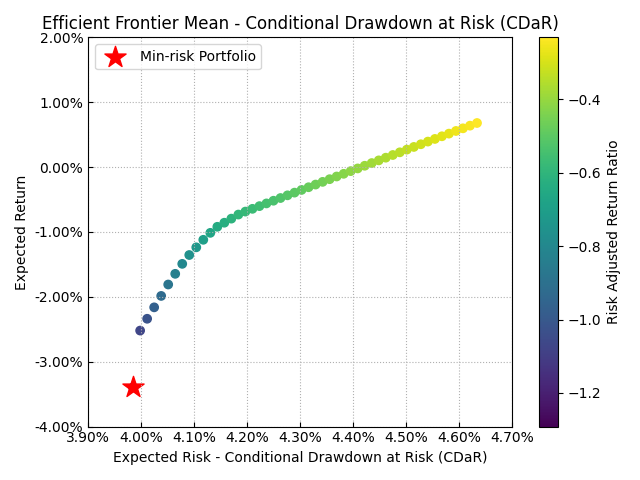 Efficient Frontier Mean - Conditional Drawdown at Risk (CDaR)
Min-risk Portfolio
2.00%
1.00%
0.00%
-1.00%
-2.00%
-3.00%
-4.00%
Expected Return
3.90% 4.00% 4.10% 4.20% 4.30% 4.40% 4.50% 4.60% 4.70%
Expected Risk - Conditional Drawdown at Risk (CDaR)
−0.4
−0.6
−0.8
−1.0
−1.2
Risk Adjusted Return Ratio